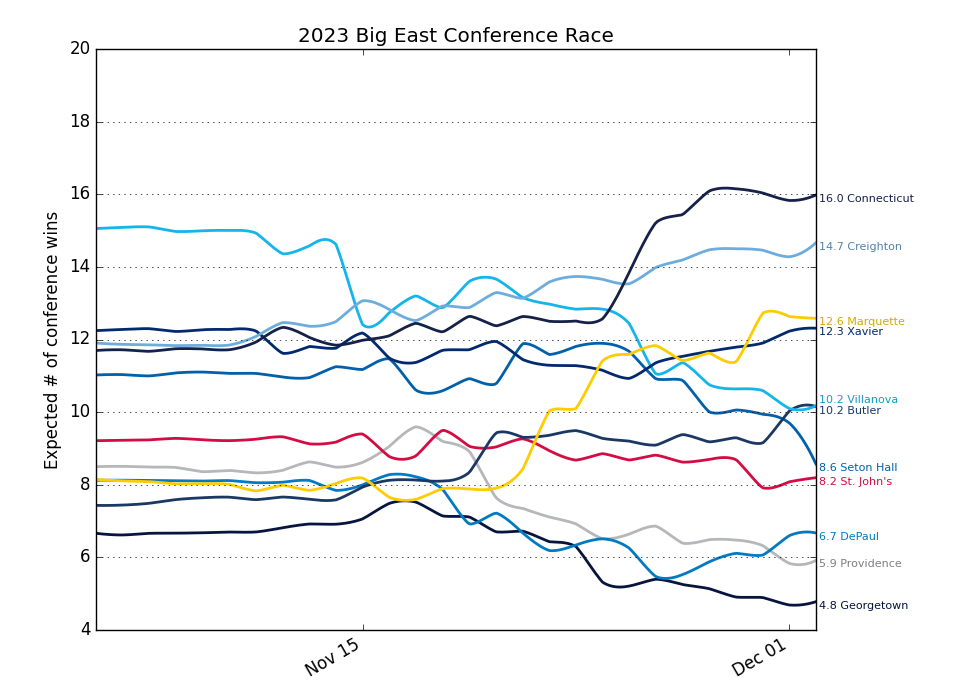 2023 Big East Conference Race
Expected # of conference wins
20
18
16
14
12
10
8
6
4
Nov 15
Dec 01
16.0 Connecticut
14.7 Creighton
12.6 Marquette
12.3 Xavier
10.2 Villanova
10.2 Butler
8.6 Seton Hall
8.2 St. John's
6.7 DePaul
5.9 Providence
4.8 Georgetown